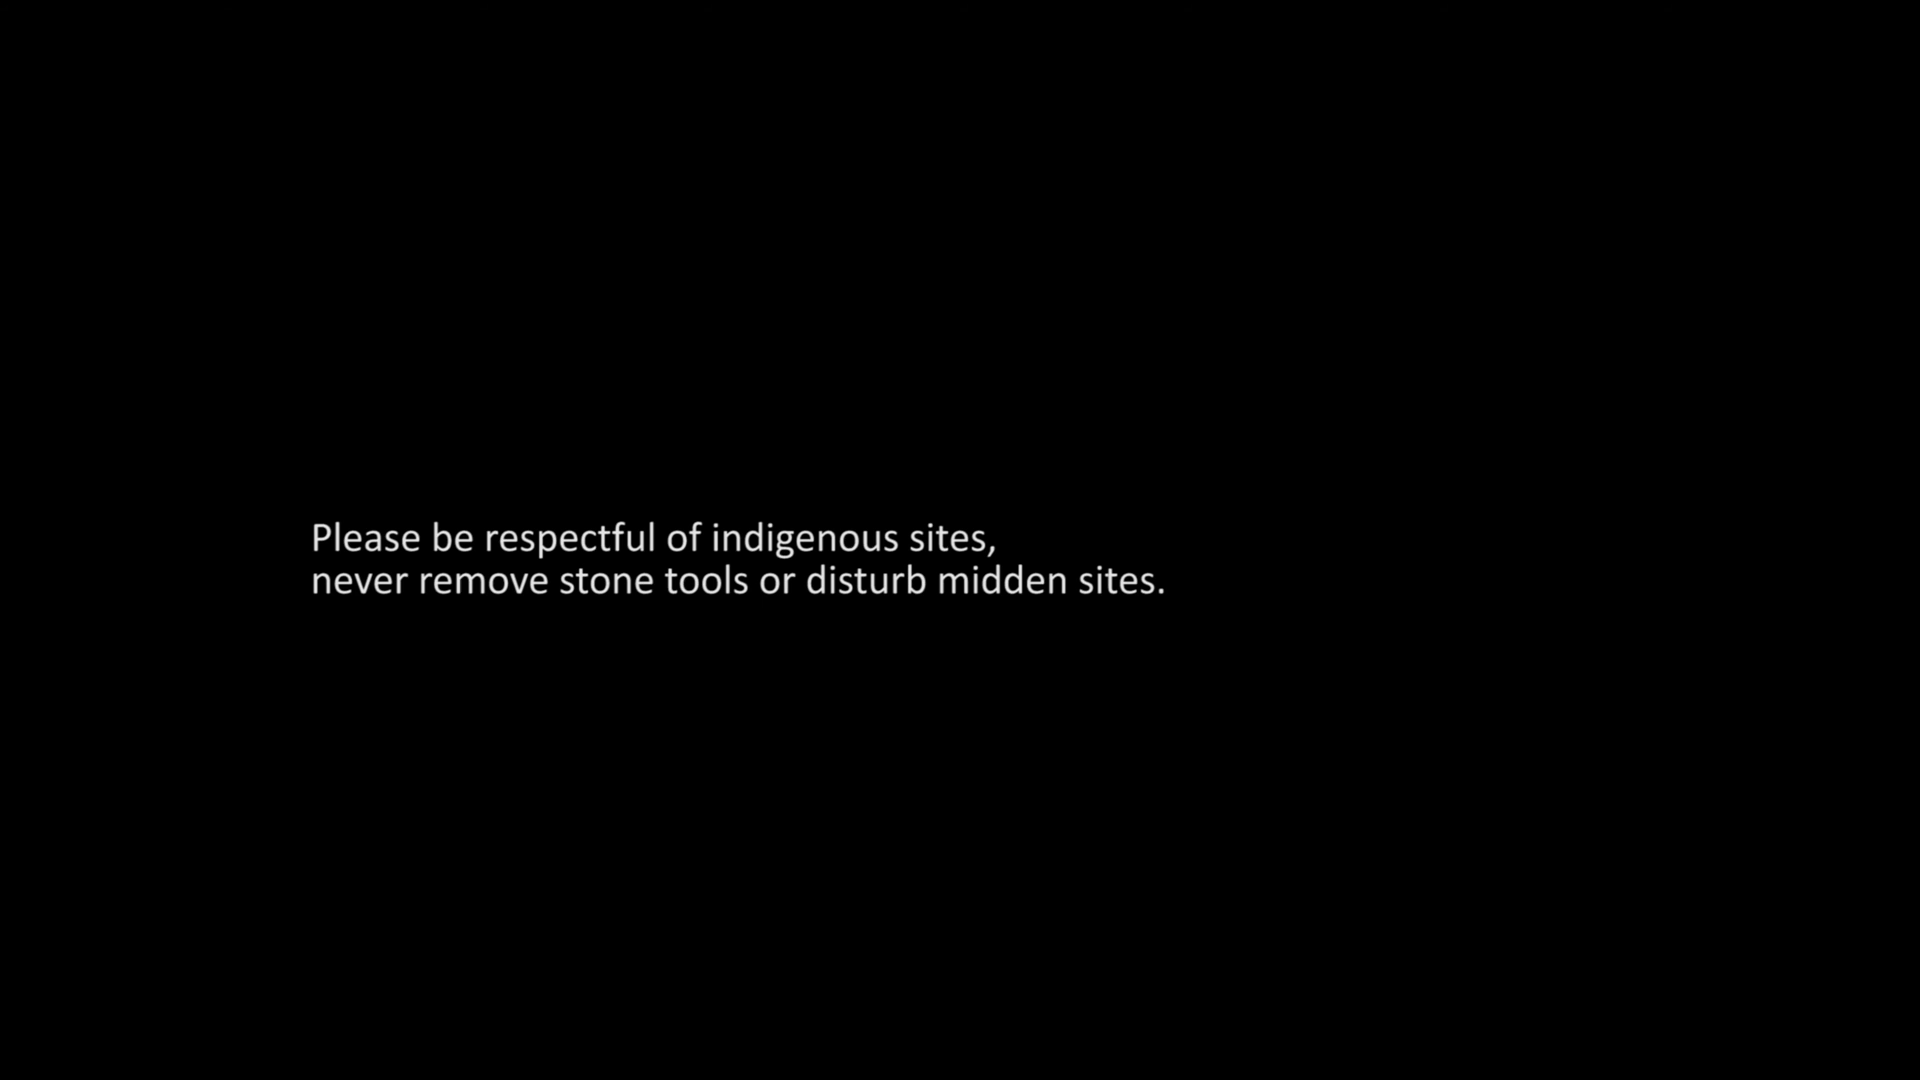 Please be respectful of indigenous sites,
never remove stone tools or disturb midden sites.